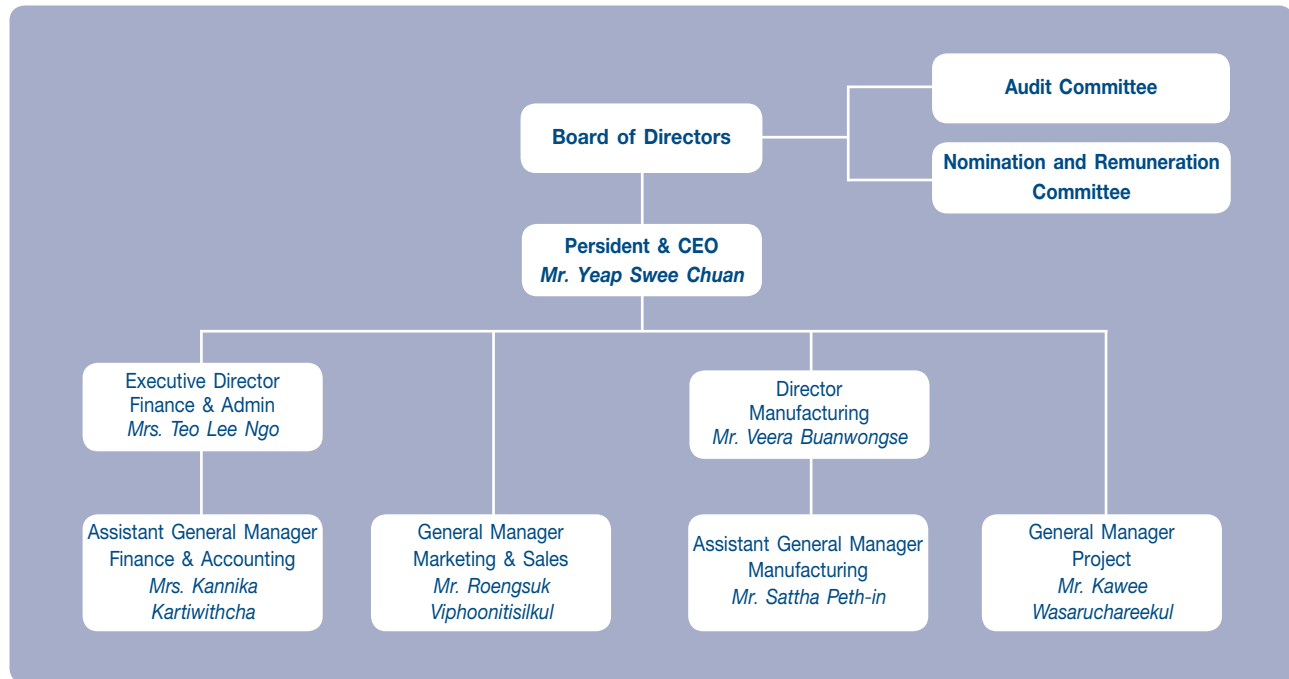 Audit Committee
Board of Directors
Nomination and Remuneration
Committee
Persident & CEO
Mr. Yeap Swee Chuan
Executive Director
Finance & Admin
Mrs. Teo Lee Ngo
Director
Manufacturing
Mr. Veera Buanwongse
Assistant General Manager
Finance & Accounting
Mrs. Kannika
Kartiwithcha
General Manager
Marketing & Sales
Mr. Roengsuk
Viphoonitisilkul
Assistant General Manager
Manufacturing
Mr. Sattha Peth-in
General Manager
Project
Mr. Kawee
Wasaruchareekul